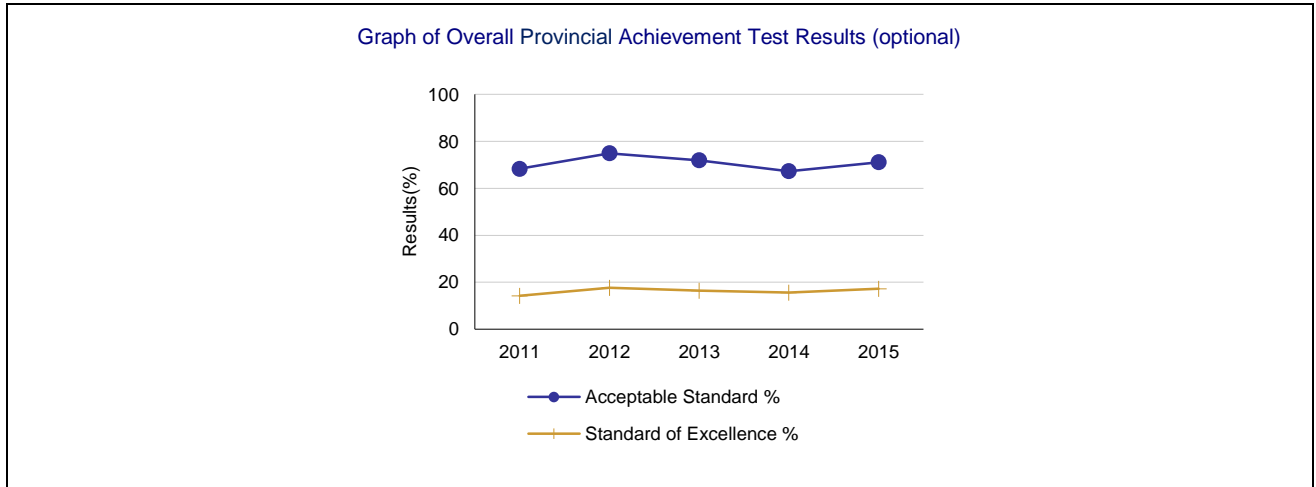 Graph of Overall Provincial Achievement Test Results (optional)
100
80
60
40
20
0
Results(%)
2011 2012 2013 2014 2015
Acceptable Standard %
Standard of Excellence %